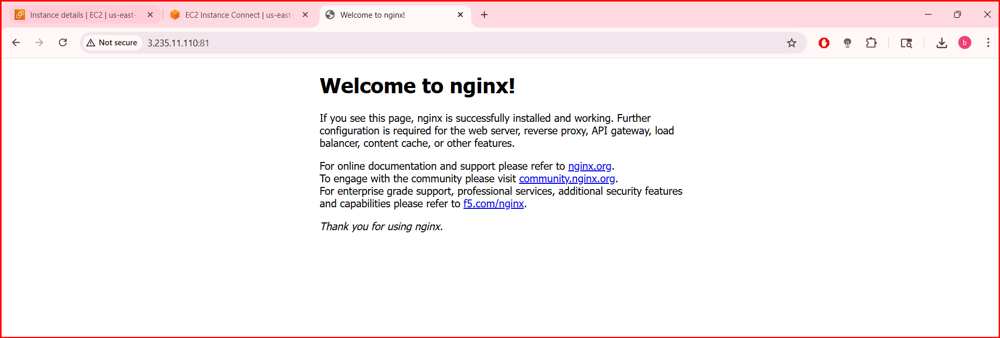 Instance details | EC2 | us-east-
EC2 Instance Connect | us-east-
Welcome to nginx!
Not secure
3.235.11.110:81
b
Welcome to nginx!
If you see this page, nginx is successfully installed and working. Further
configuration is required for the web server, reverse proxy, API gateway, load
balancer, content cache, or other features.
For online documentation and support please refer to nginx.org.
To engage with the community please visit community.nginx.org.
For enterprise grade support, professional services, additional security features
and capabilities please refer to f5.com/nginx.
Thank you for using nginx.